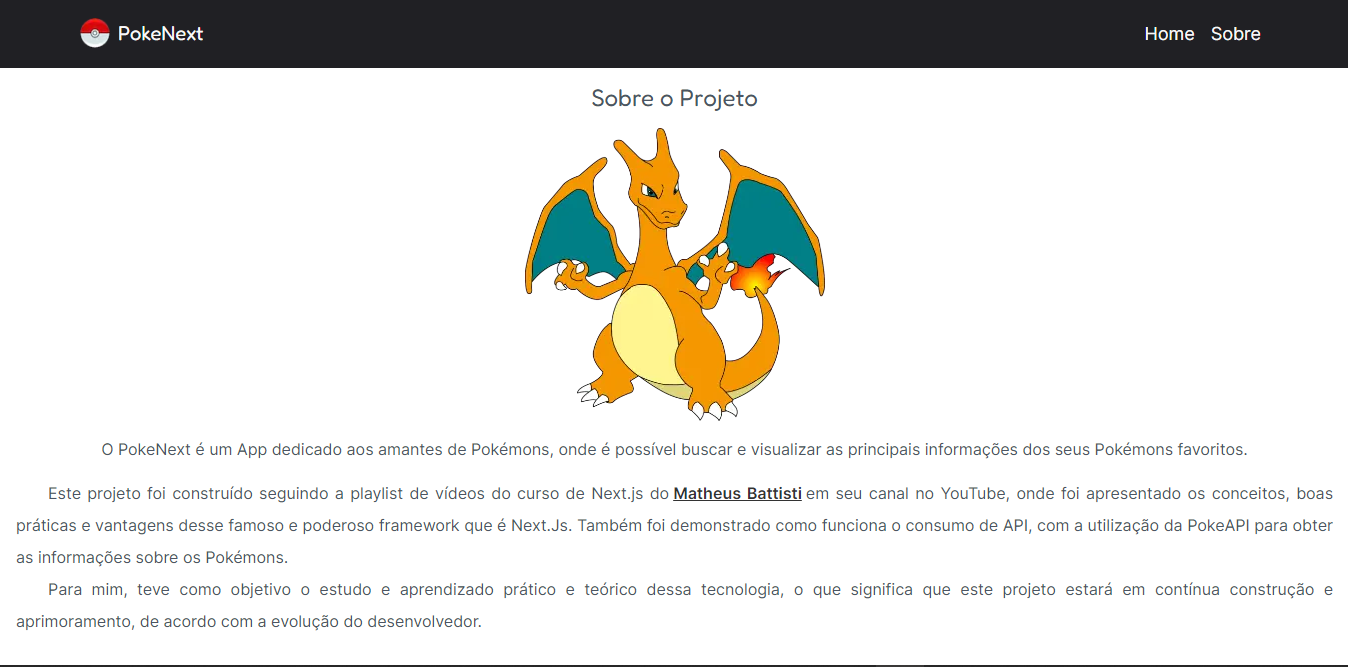 PokeNext
Home Sobre
Sobre o Projeto
O PokeNext é um App dedicado aos amantes de Pokémons, onde é possível buscar e visualizar as principais informações dos seus Pokémons favoritos.
Este projeto foi construído seguindo a playlist de vídeos do curso de Next.js do Matheus Battisti em seu canal no YouTube, onde foi apresentado os conceitos, boas
práticas e vantagens desse famoso e poderoso framework que é Next.Js. Também foi demonstrado como funciona o consumo de API, com a utilização da PokeAPI para obter
as informações sobre os Pokémons.
Para mim, teve como objetivo o estudo e aprendizado prático e teórico dessa tecnologia, o que significa que este projeto estará em contínua construção e
aprimoramento, de acordo com a evolução do desenvolvedor.